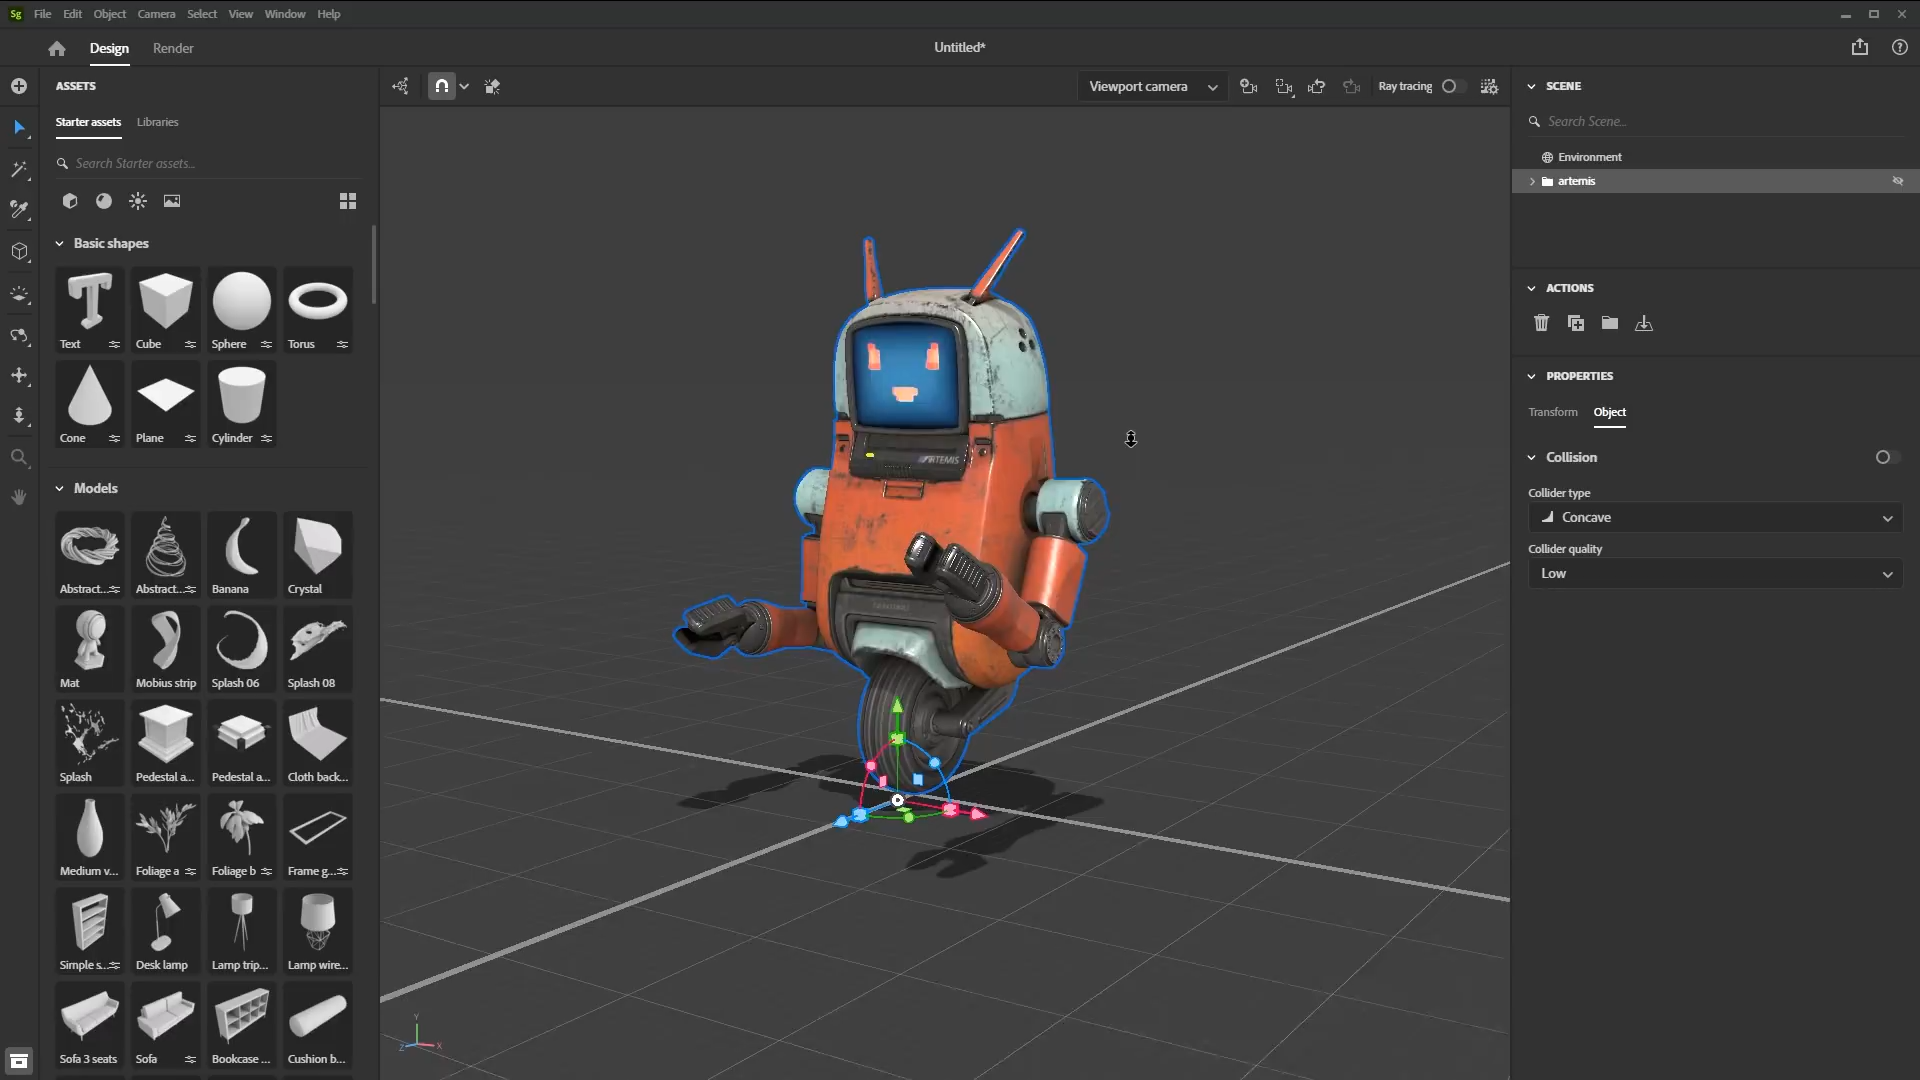 Sg File Edit Object Camera Select View Window Help
Design Render
Untitled*
ASSETS
Starter assets Libraries
Search Starter assets...
Basic shapes
Text Cube Sphere Torus
Cone Plane Cylinder
Models
Abstract... Abstract... Banana Crystal
Mat Mobius strip Splash 06 Splash 08
Splash Pedestal a... Pedestal a... Cloth back...
Medium v... Foliage a Foliage b Frame g...
Simple s... Desk lamp Lamp trip... Lamp wire...
Sofa 3 seats Sofa Bookcase ... Cushion b...
Viewport camera
Ray tracing
ARTEMIS
Y
Z X
SCENE
Search Scene...
Environment
artemis
ACTIONS
PROPERTIES
Transform Object
Collision
Collider type
Concave
Collider quality
Low